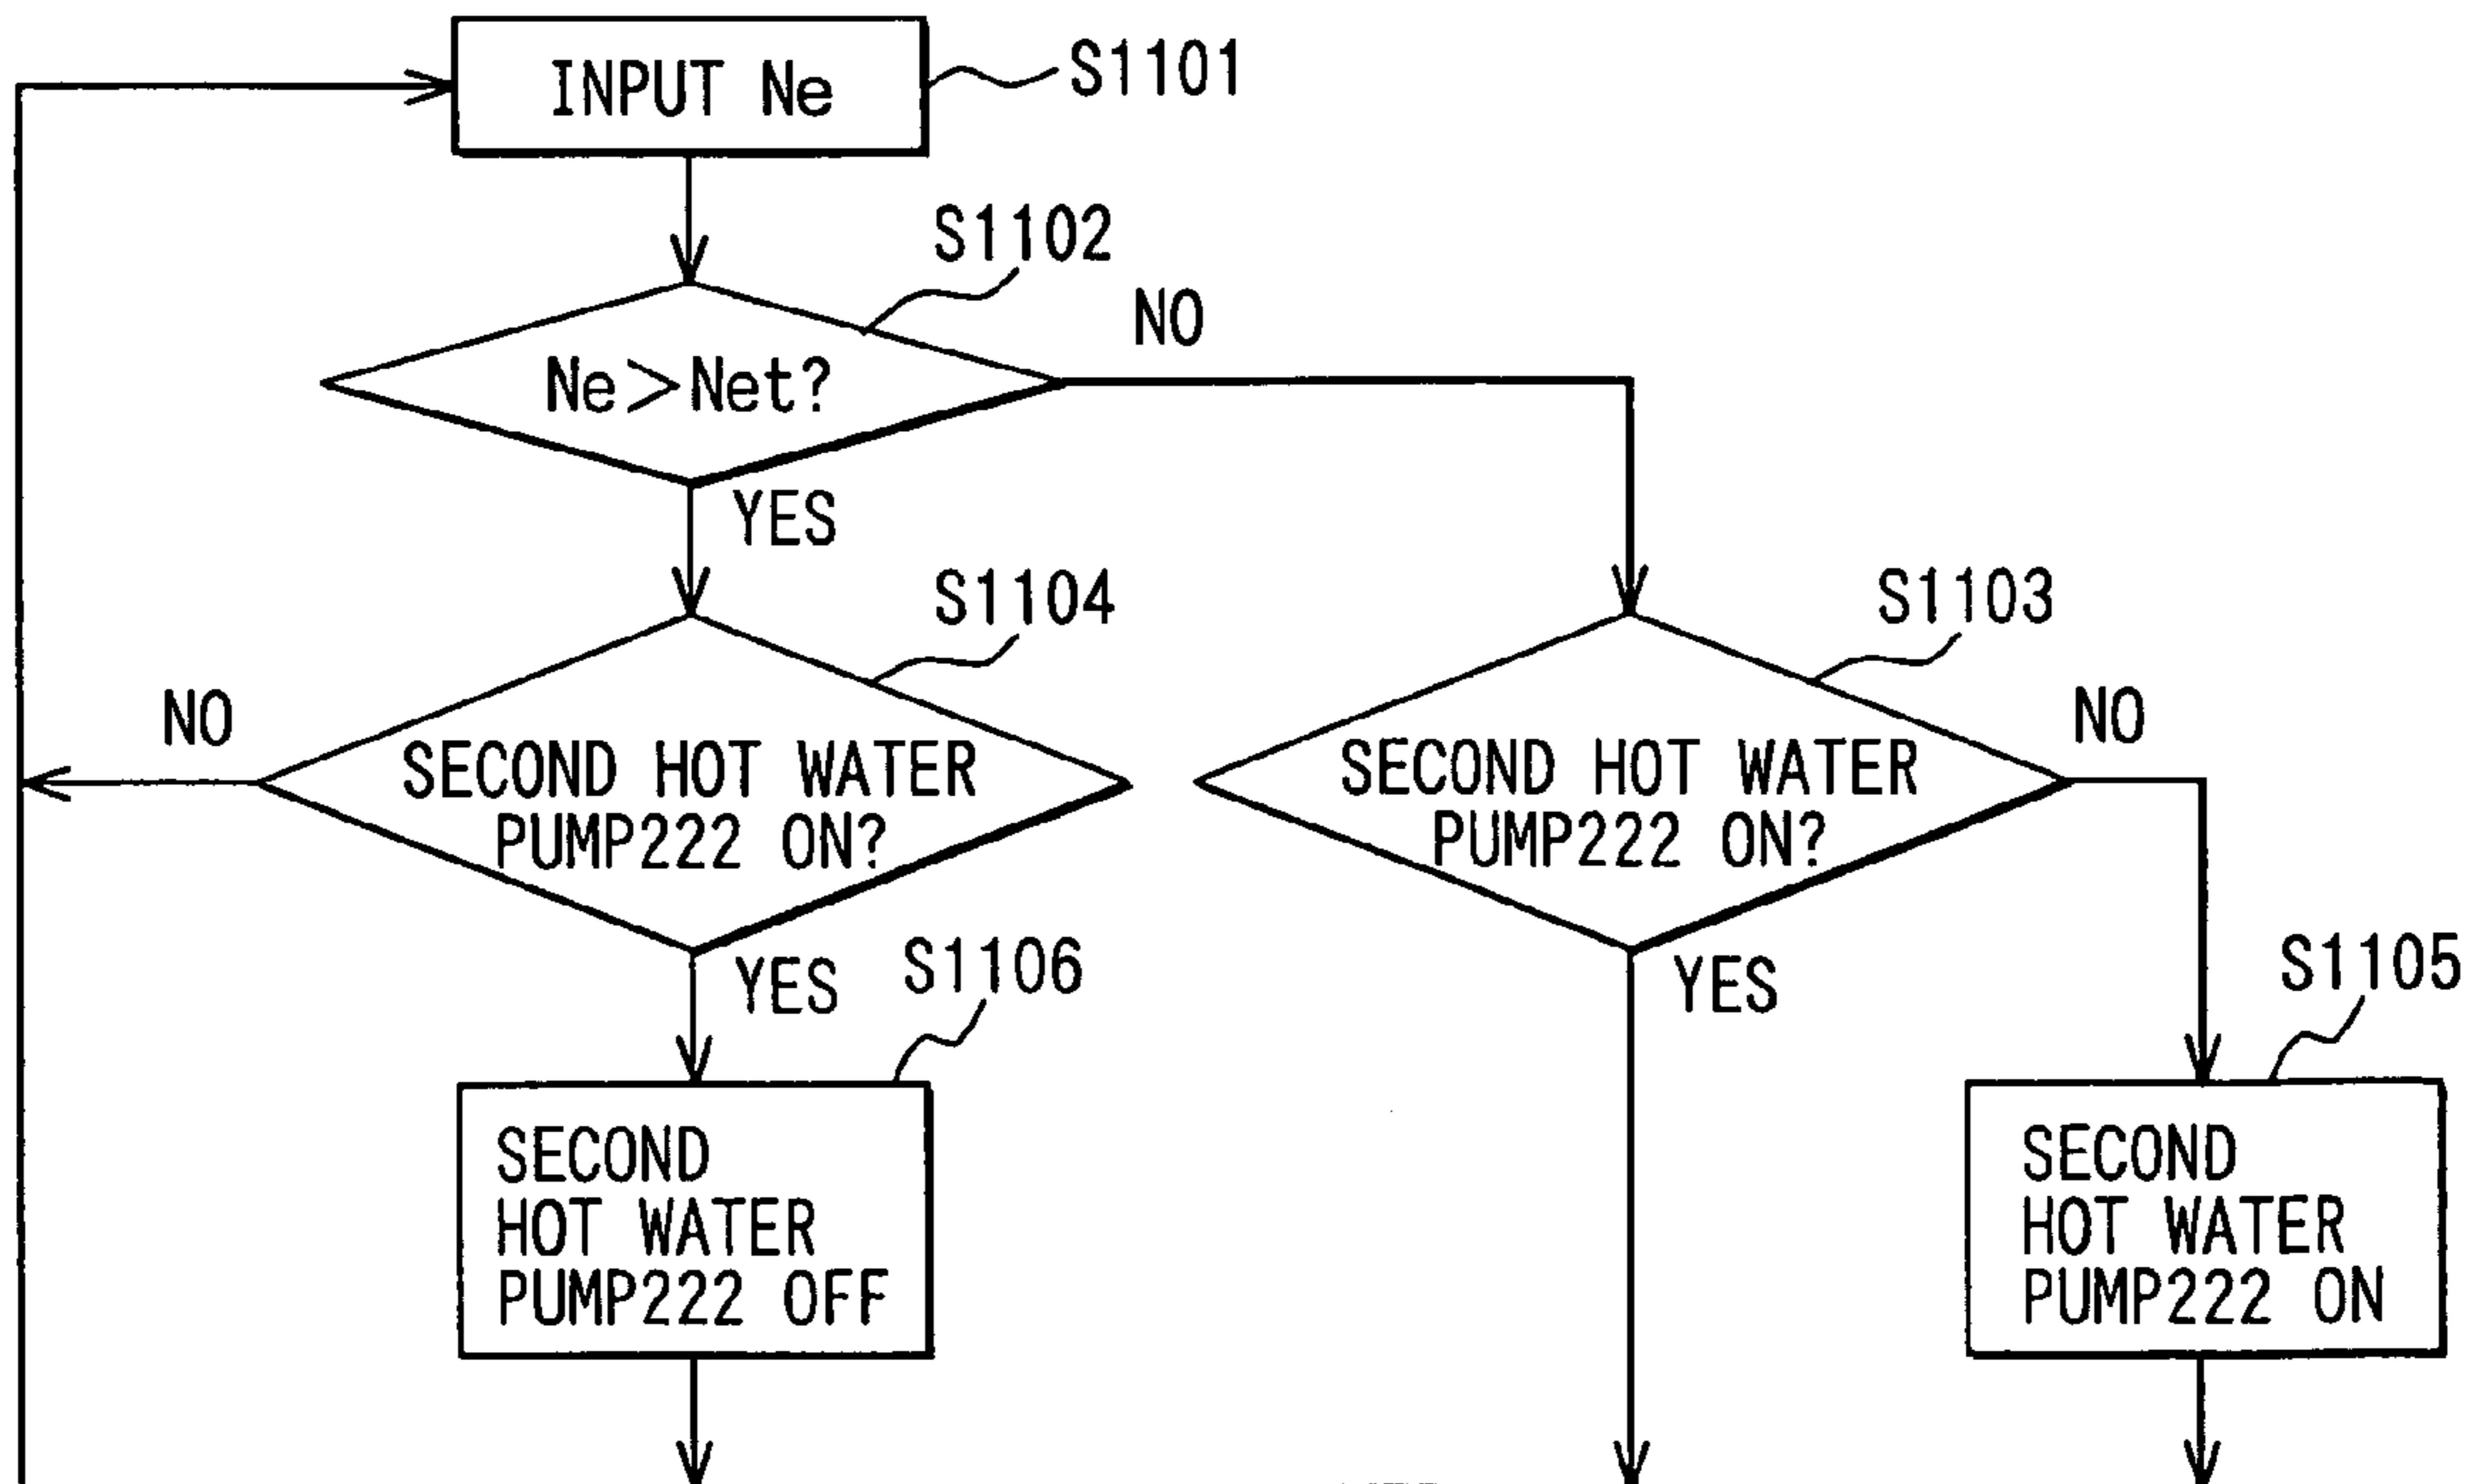 INPUT Ne
S1101
S1102
NO
Ne>Net?
YES
S1104
S1103
NO
SECOND HOT WATER
PUMP222 ON?
SECOND HOT WATER
PUMP222 ON?
NO
YES
S1106
YES
S1105
SECOND
HOT WATER
PUMP222 OFF
SECOND
HOT WATER
PUMP222 ON